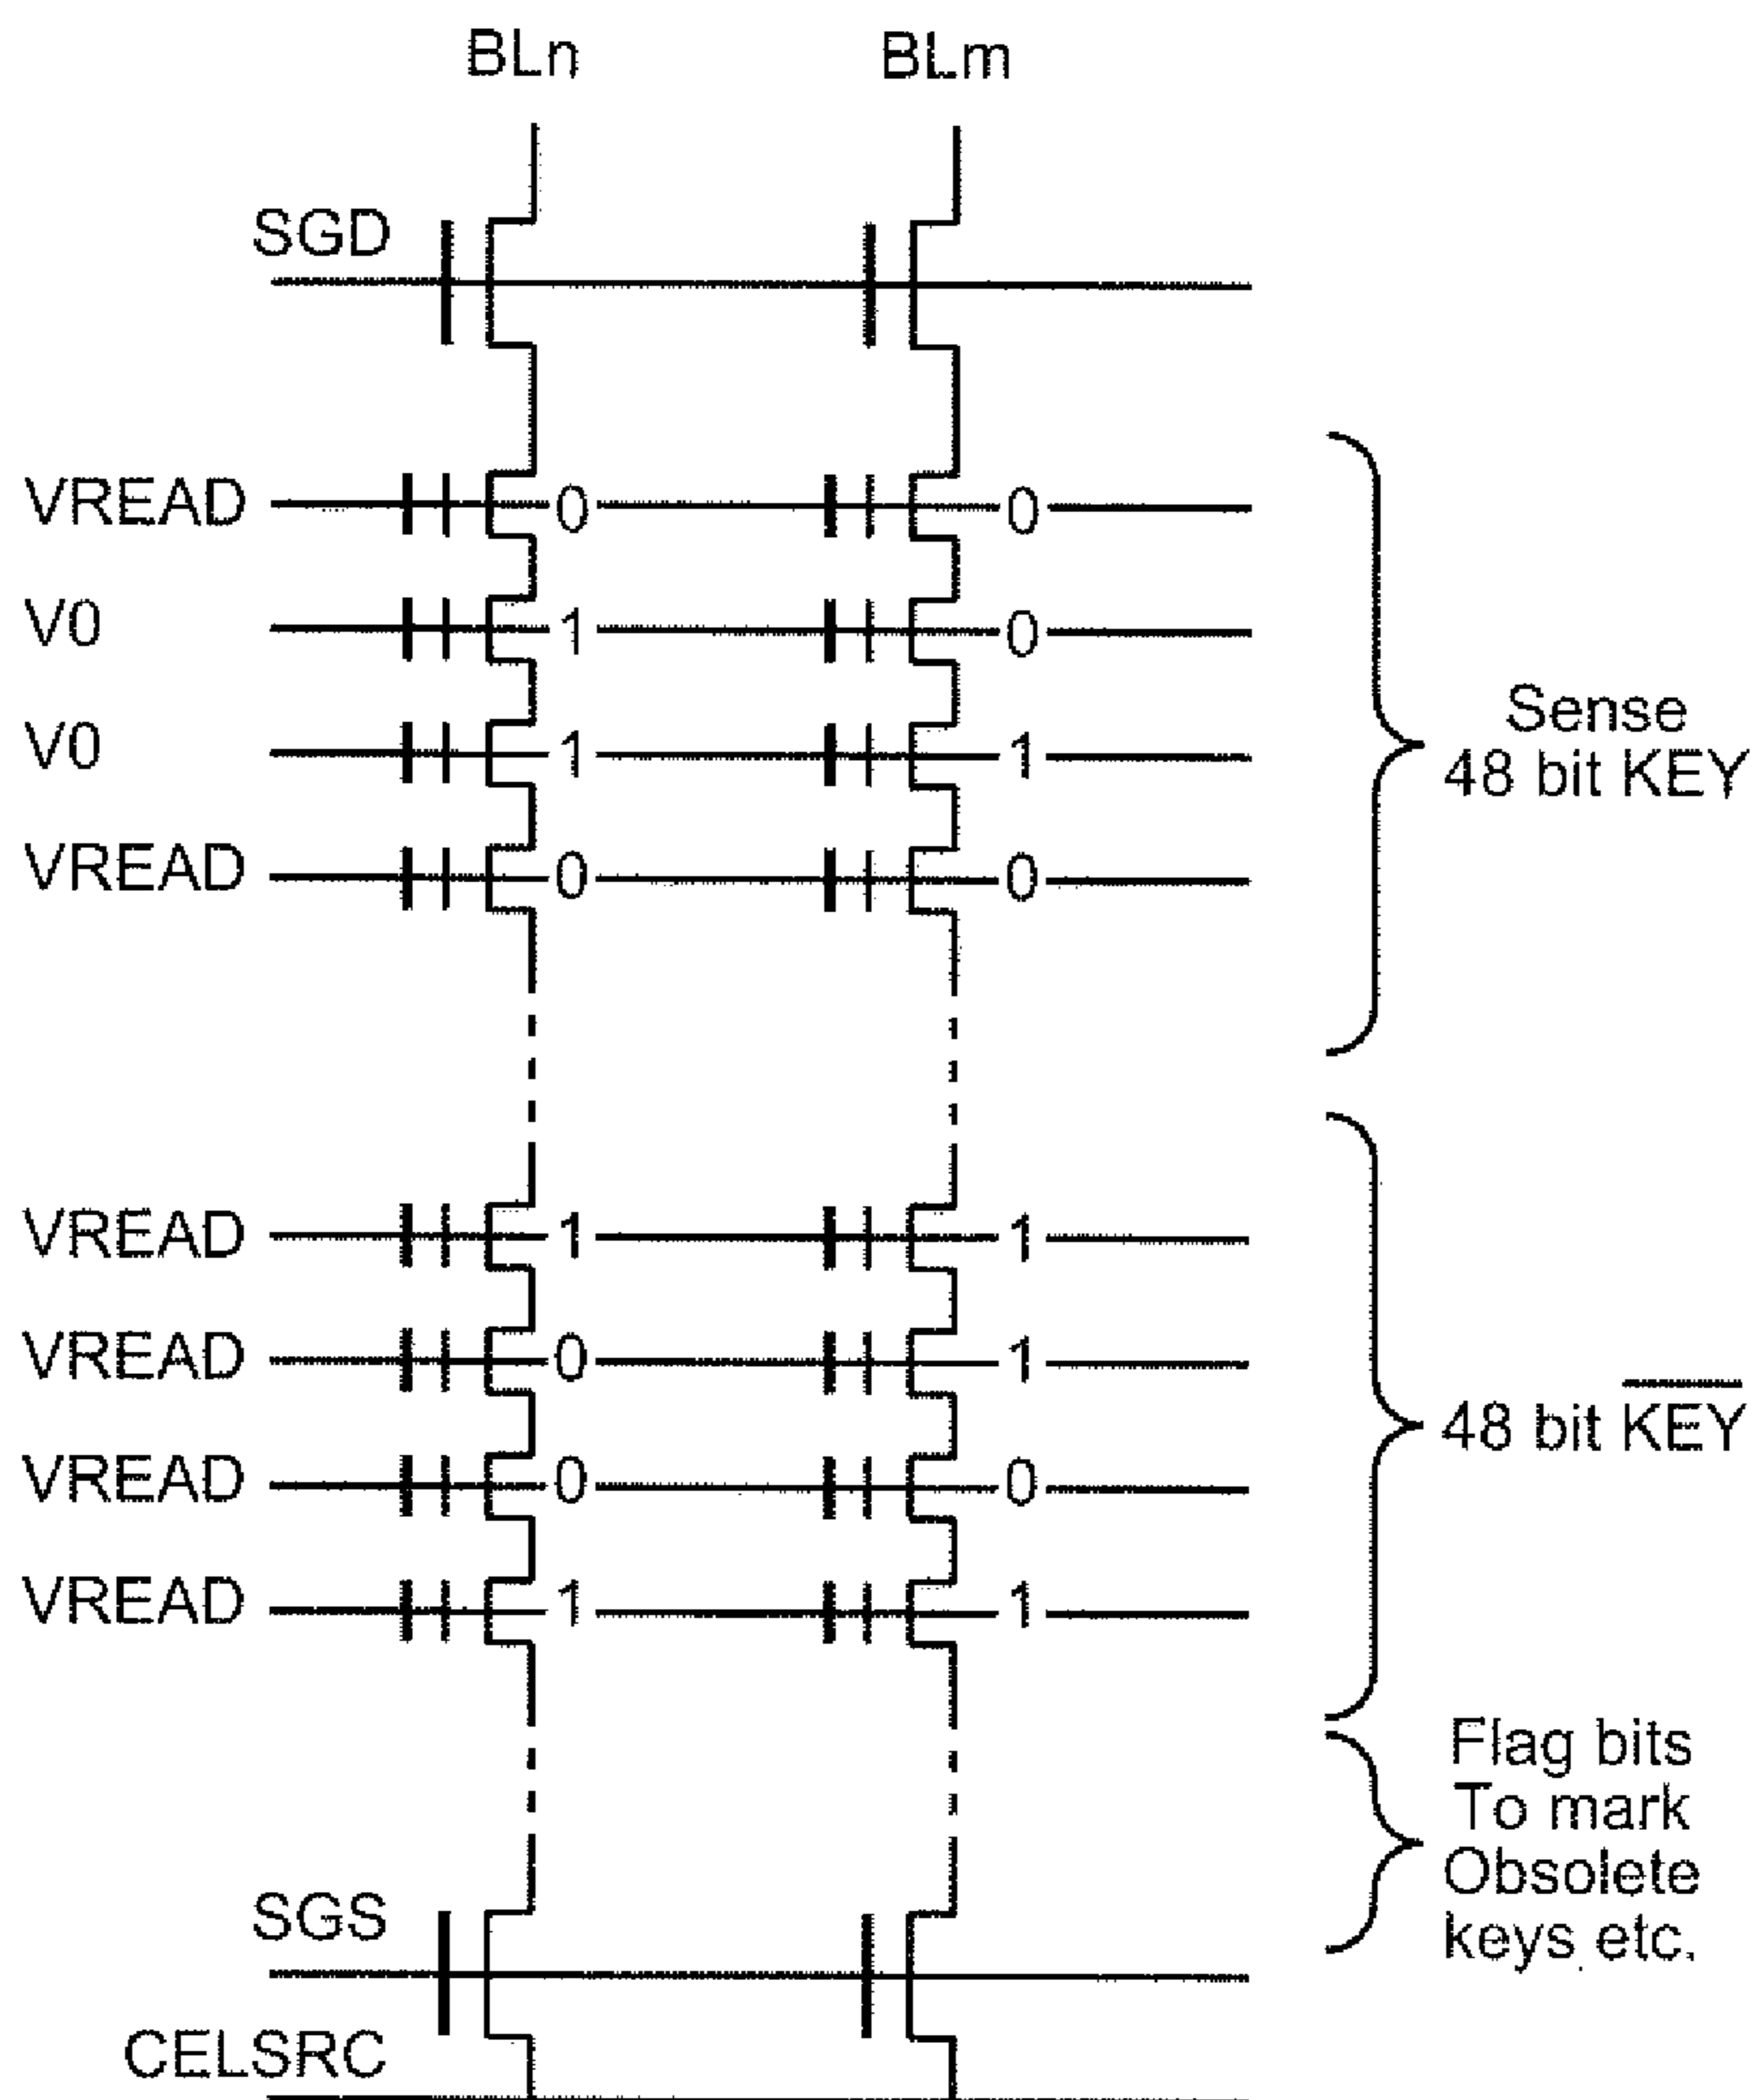 BLn BLm
SGD
VREAD 0 0
V0 1 0
V0 1 1
VREAD 0 0
Sense
48 bit KEY
VREAD 1 1
VREAD 0 1
VREAD 0 0
VREAD 1 1
48 bit K̅E̅Y̅
Flag bits
To mark
Obsolete
keys etc.
SGS
CELSRC